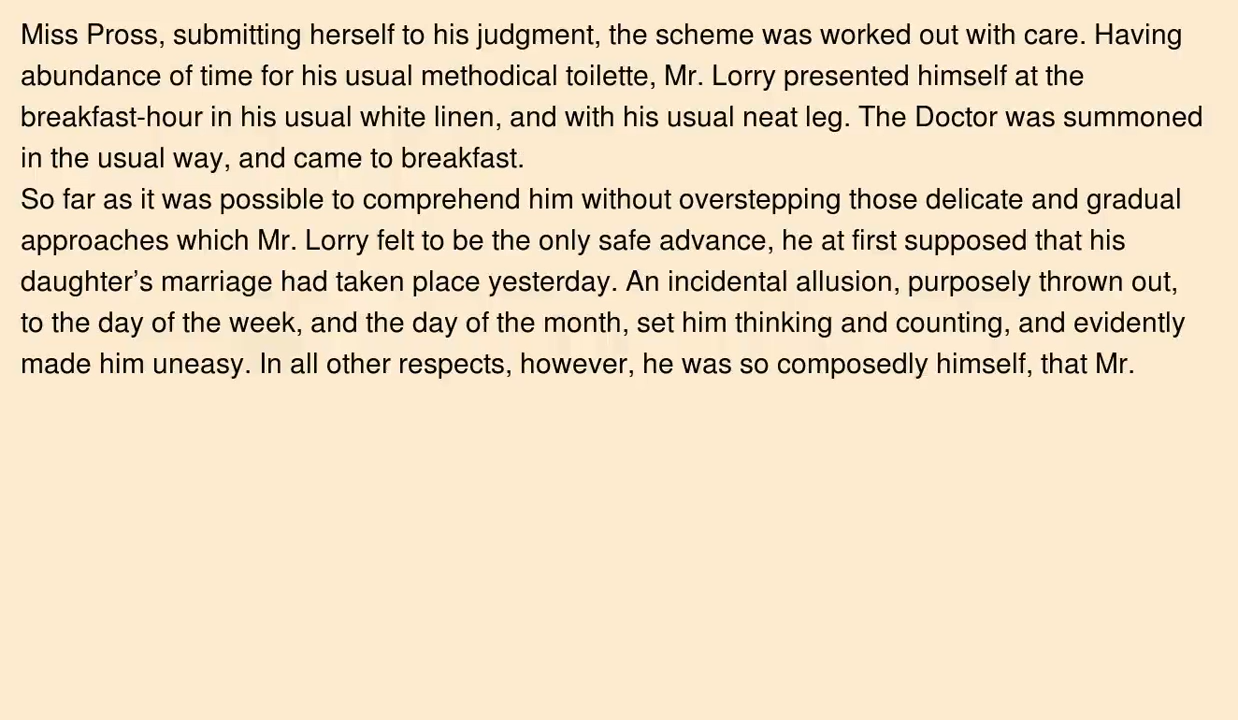 Miss Pross, submitting herself to his judgment, the scheme was worked out with care. Having
abundance of time for his usual methodical toilette, Mr. Lorry presented himself at the
breakfast-hour in his usual white linen, and with his usual neat leg. The Doctor was summoned
in the usual way, and came to breakfast.
So far as it was possible to comprehend him without overstepping those delicate and gradual
approaches which Mr. Lorry felt to be the only safe advance, he at first supposed that his
daughter’s marriage had taken place yesterday. An incidental allusion, purposely thrown out,
to the day of the week, and the day of the month, set him thinking and counting, and evidently
made him uneasy. In all other respects, however, he was so composedly himself, that Mr.